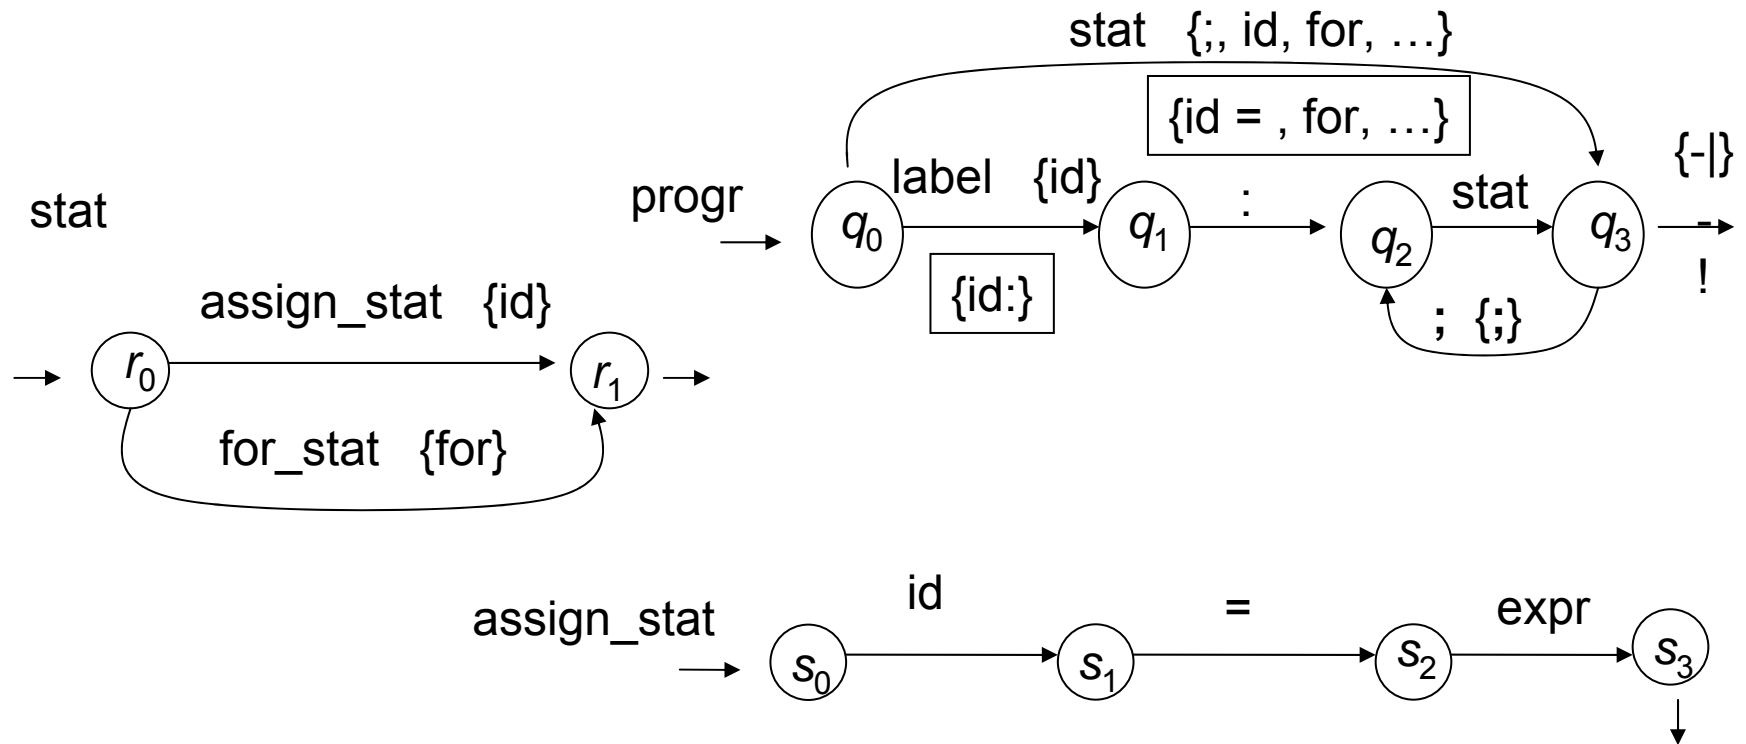 stat {;, id, for, …}
{id = , for, …}
{-|}
progr
q0
label {id}
q1
:
q2
stat
q3
-
!
{id:}
; {;}
stat
assign_stat {id}
r0
r1
for_stat {for}
assign_stat
s0
id
s1
=
s2
expr
s3